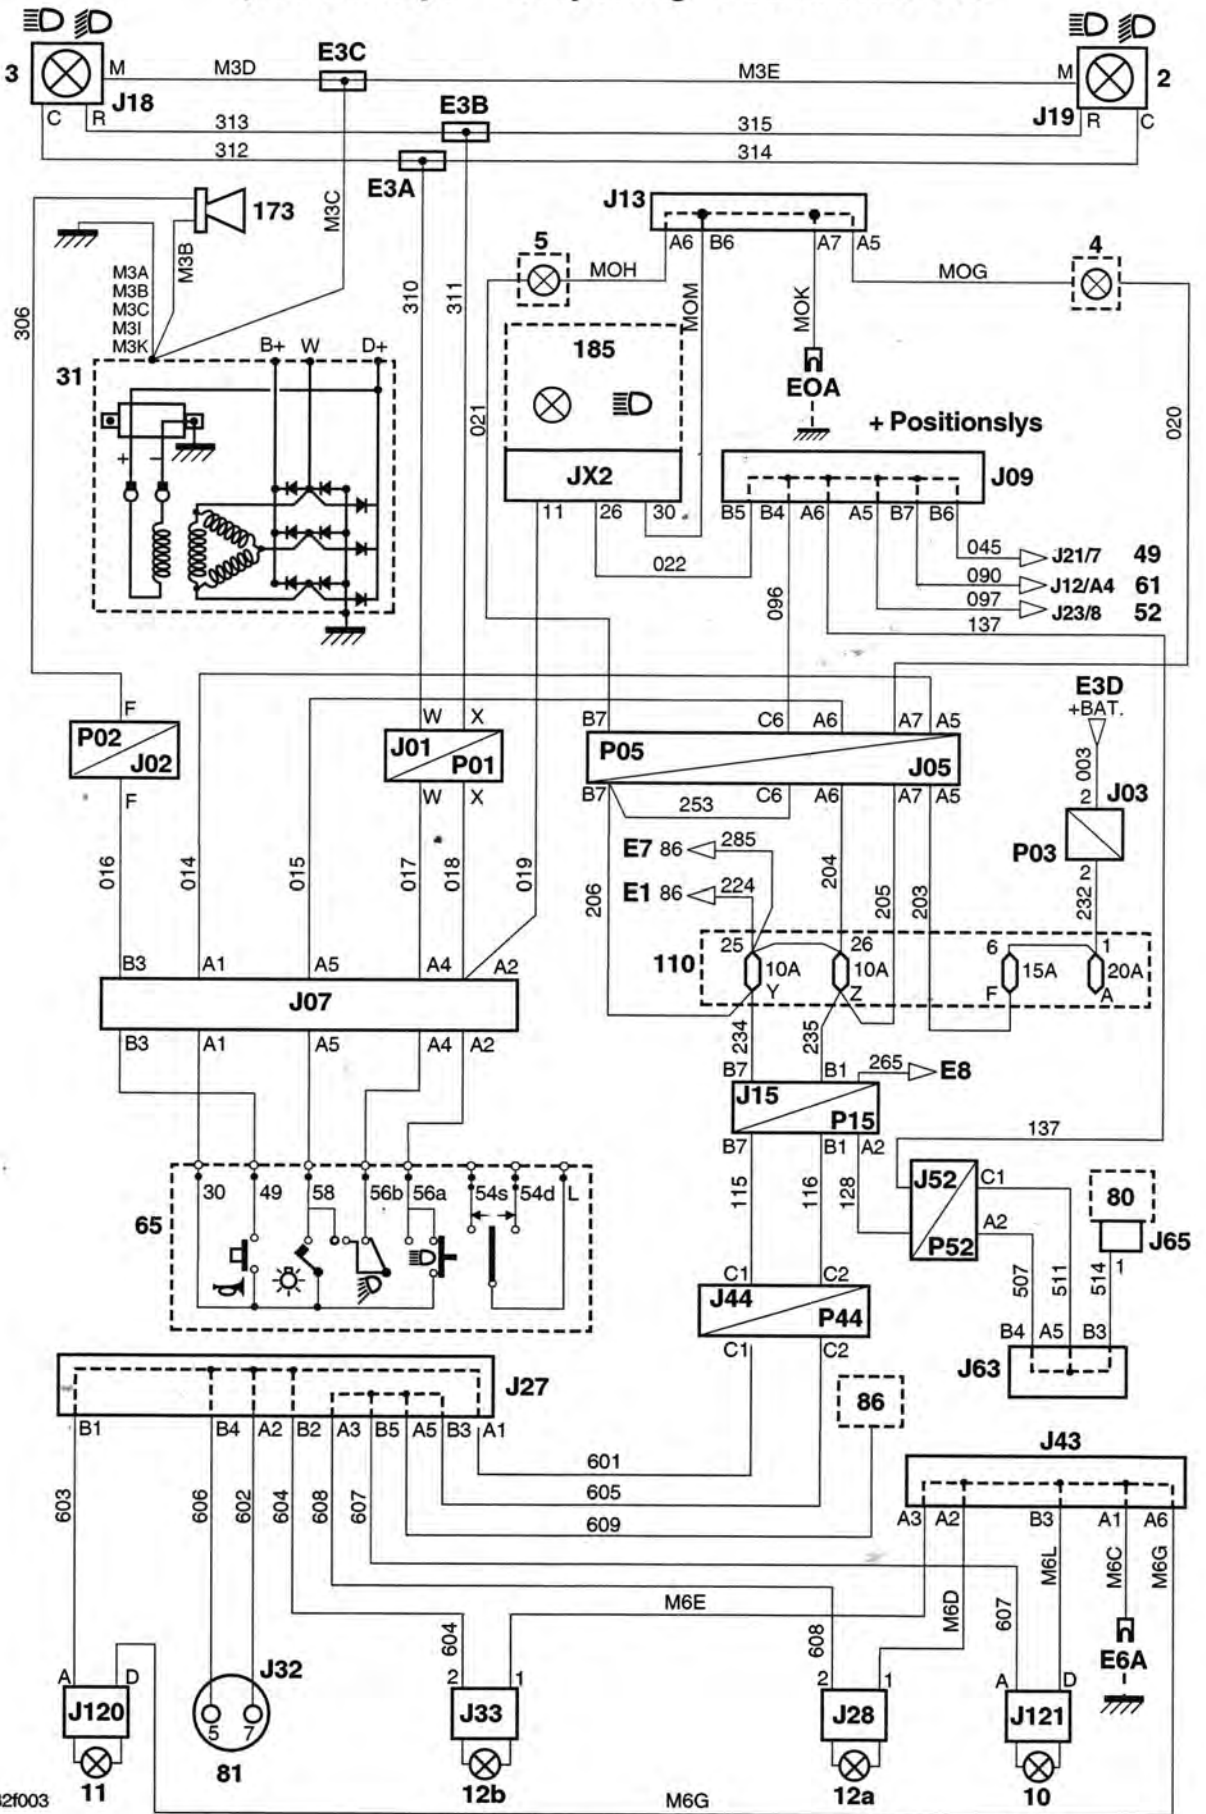 E3C
3
M
M3D
M3E
M
2
J18
E3B
J19
C
R
313
315
R
C
312
314
E3A
173
M3C
J13
A6
B6
A7
A5
5
4
MOH
MOG
M3B
M3A
M3B
M3C
M3I
M3K
306
310
311
MOM
MOK
B+
W
D+
31
185
EOA
021
020
+ Positionslys
+
–
JX2
J09
11
26
30
B5
B4
A6
A5
B7
B6
022
045
J21/7
49
090
J12/A4
61
097
J23/8
52
096
137
E3D
+BAT.
F
W
X
B7
C6
A6
A7
A5
P02
J02
J01
P01
P05
J05
003
2
J03
P03
F
W
X
B7
C6
A6
A7
A5
253
2
E7
86
285
E1
86
224
016
014
015
017
018
019
206
204
205
203
232
110
25
26
6
1
10A
10A
15A
20A
Y
Z
F
A
B3
A1
A5
A4
A2
J07
B3
A1
A5
A4
A2
234
235
B7
B1
265
E8
J15
P15
B7
B1
A2
137
115
116
128
J52
P52
C1
A2
80
J65
1
65
30
49
58
56b
56a
54s
54d
L
507
511
514
C1
C2
J44
P44
C1
C2
B4
A5
B3
J63
J27
B1
B4
A2
B2
A3
B5
A5
B3
A1
86
J43
601
605
609
603
606
602
604
608
607
A3
A2
B3
A1
A6
M6E
M6D
607
M6L
M6C
M6G
604
608
E6A
A
D
J32
2
1
2
1
A
D
J120
5
7
J33
J28
J121
11
81
12b
12a
10
2f003
M6G